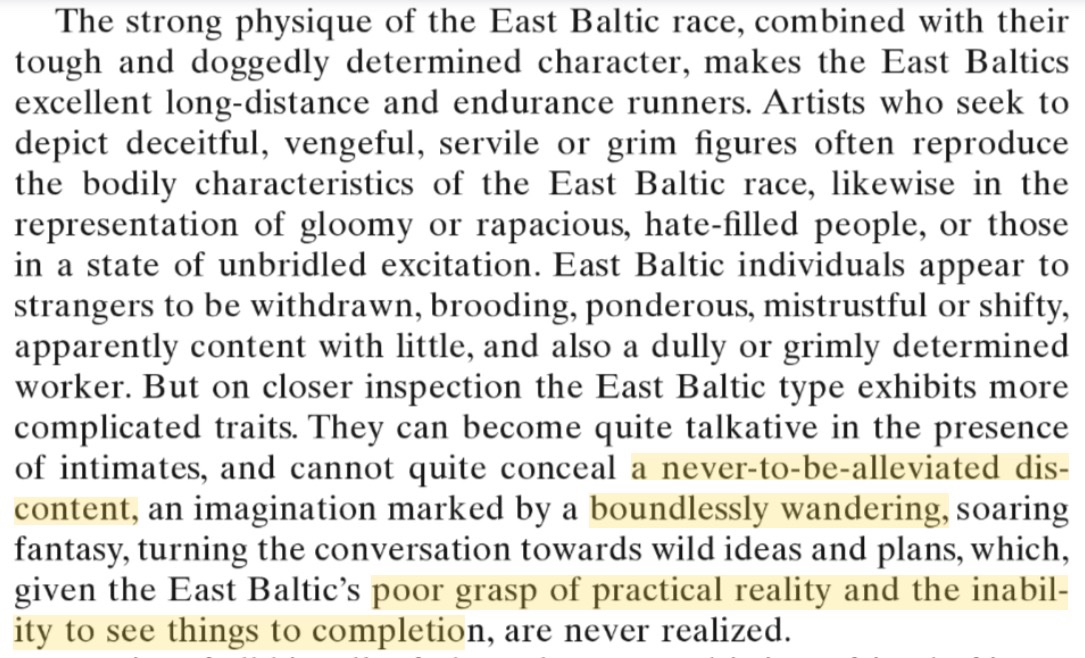 The strong physique of the East Baltic race, combined with their
tough and doggedly determined character, makes the East Baltics
excellent long-distance and endurance runners. Artists who seek to
depict deceitful, vengeful, servile or grim figures often reproduce
the bodily characteristics of the East Baltic race, likewise in the
representation of gloomy or rapacious, hate-filled people, or those
in a state of unbridled excitation. East Baltic individuals appear to
strangers to be withdrawn, brooding, ponderous, mistrustful or shifty,
apparently content with little, and also a dully or grimly determined
worker. But on closer inspection the East Baltic type exhibits more
complicated traits. They can become quite talkative in the presence
of intimates, and cannot quite conceal a never-to-be-alleviated dis-
content, an imagination marked by a boundlessly wandering, soaring
fantasy, turning the conversation towards wild ideas and plans, which,
given the East Baltic's poor grasp of practical reality and the inabil-
ity to see things to completion, are never realized.